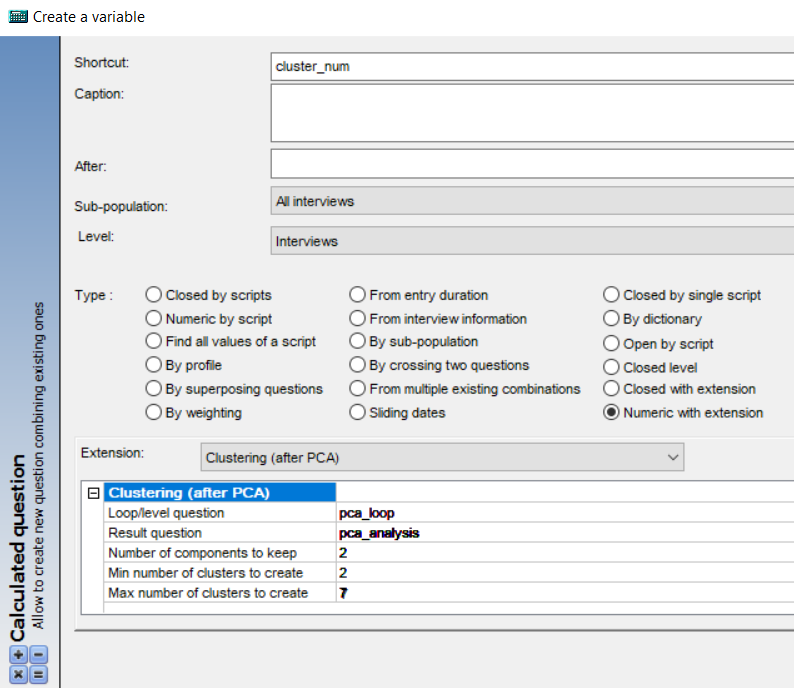 Create a variable
Shortcut:
cluster_num
Caption:
After:
Sub-population:
All interviews
Level:
Interviews
Type :
Closed by scripts
From entry duration
Closed by single script
Numeric by script
From interview information
By dictionary
Find all values of a script
By sub-population
Open by script
By profile
By crossing two questions
Closed level
By superposing questions
From multiple existing combinations
Closed with extension
By weighting
Sliding dates
Numeric with extension
Extension:
Clustering (after PCA)
Clustering (after PCA)
Loop/level question
pca_loop
Result question
pca_analysis
Number of components to keep
2
Min number of clusters to create
2
Max number of clusters to create
7
Calculated question
Allow to create new question combining existing ones